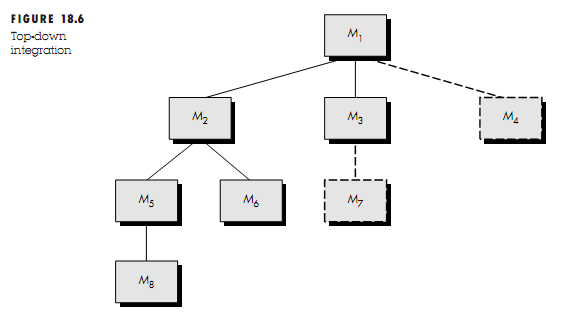 FIGURE 18.6
Top-down
integration
M1
M2
M3
M4
M5
M6
M7
M8